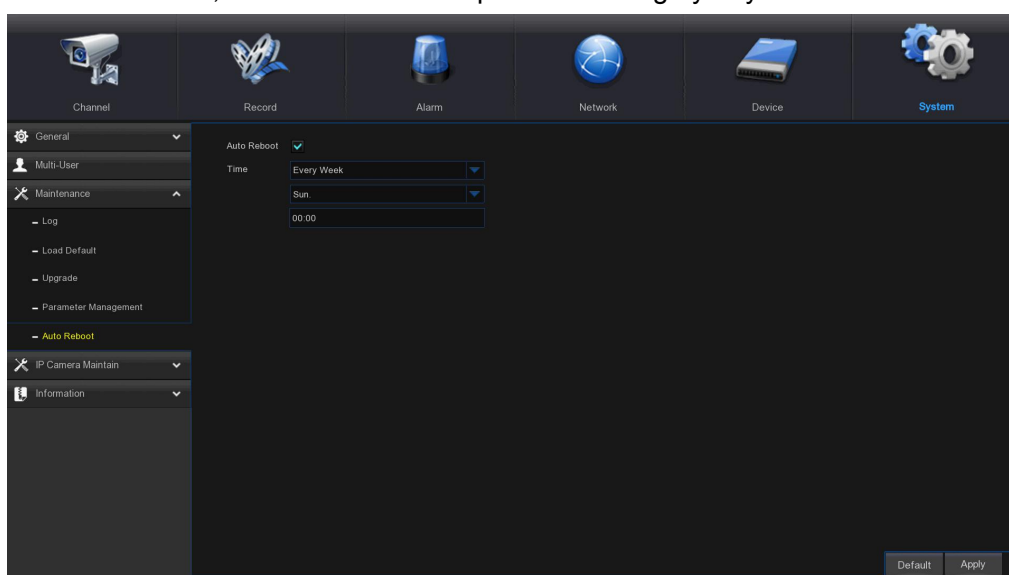 Channel Record Alarm Network Device System
General
Multi-User
Maintenance
Log
Load Default
Upgrade
Parameter Management
Auto Reboot
IP Camera Maintain
Information
Auto Reboot
Time Every Week
Sun.
00:00
Default Apply